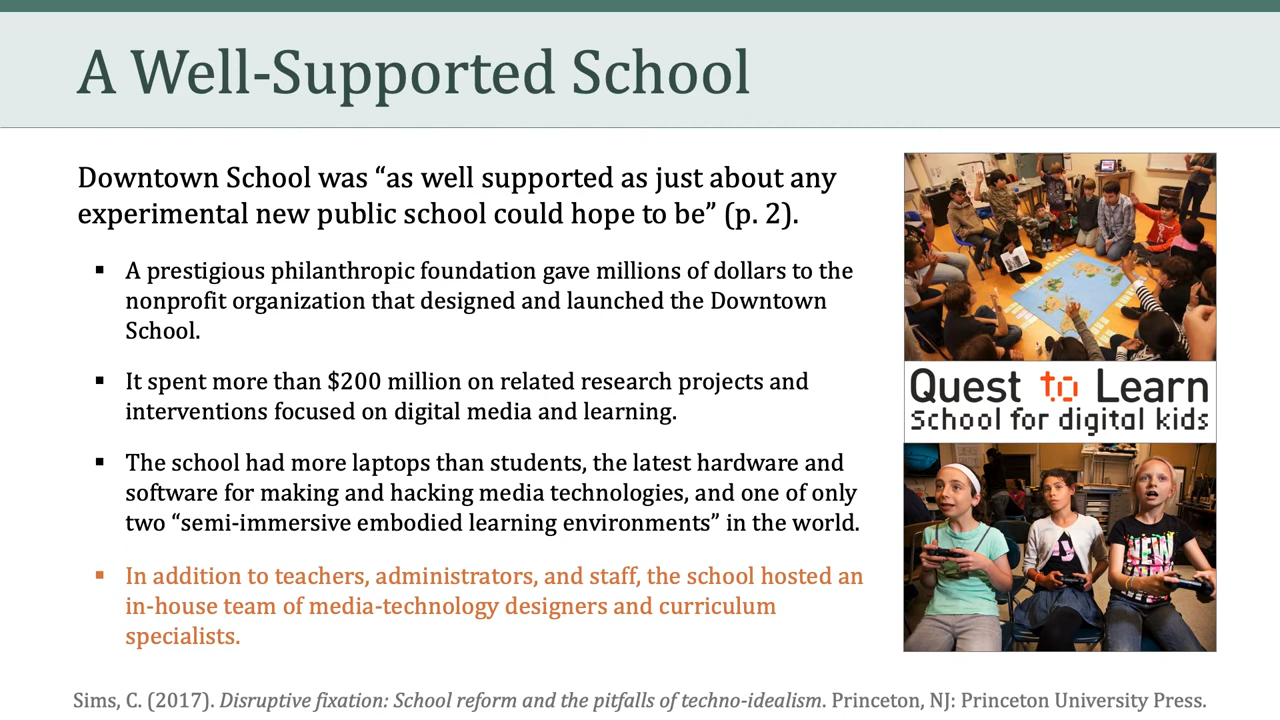 A Well-Supported School
Downtown School was “as well supported as just about any
experimental new public school could hope to be” (p. 2).
▪ A prestigious philanthropic foundation gave millions of dollars to the
nonprofit organization that designed and launched the Downtown
School.
▪ It spent more than $200 million on related research projects and
interventions focused on digital media and learning.
▪ The school had more laptops than students, the latest hardware and
software for making and hacking media technologies, and one of only
two “semi-immersive embodied learning environments” in the world.
▪ In addition to teachers, administrators, and staff, the school hosted an
in-house team of media-technology designers and curriculum
specialists.
Quest to Learn
School for digital kids
Sims, C. (2017). Disruptive fixation: School reform and the pitfalls of techno-idealism. Princeton, NJ: Princeton University Press.